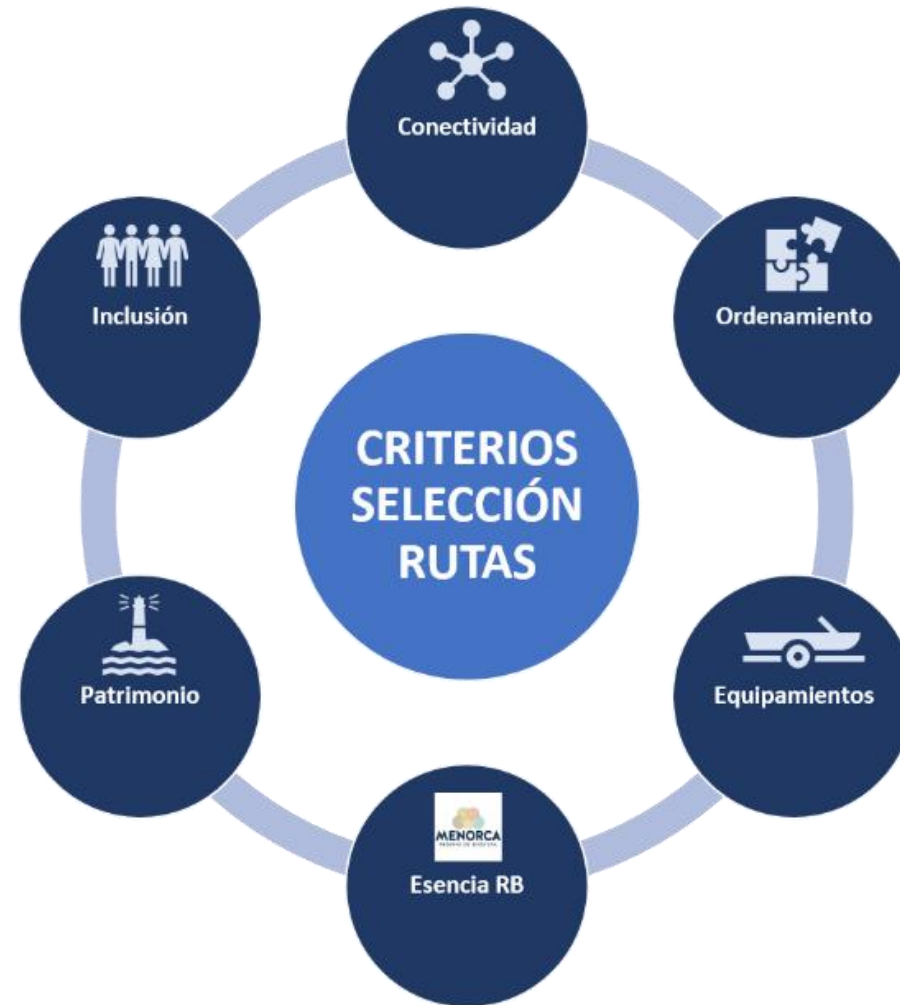 Conectividad
Ordenamiento
Equipamientos
MENORCA
Esencia RB
Patrimonio
Inclusión
CRITERIOS
SELECCIÓN
RUTAS